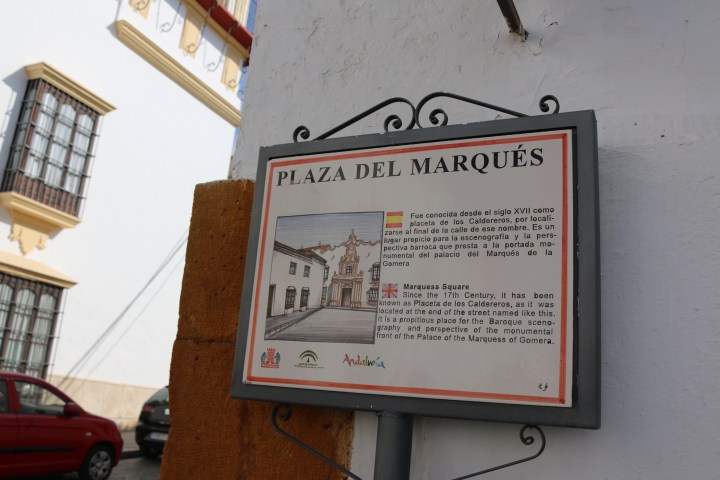 PLAZA DEL MARQUÉS
Fue conocida desde el siglo XVII como
placeta de los Caldereros, por locali-
zarse al final de la calle de ese nombre. Es un
lugar propicio para la escenografía y la pers-
pectiva barroca que presta a la portada mo-
numental del palacio del Marqués de la
Gomera
Marquess Square
Since the 17th Century, it has been
known as Placeta de los Caldereros, as it was
located at the end of the street named like this.
It is a propitious place for the Baroque sceno-
graphy and perspective of the monumental
front of the Palace of the Marquess of Gomera.
Andalucía